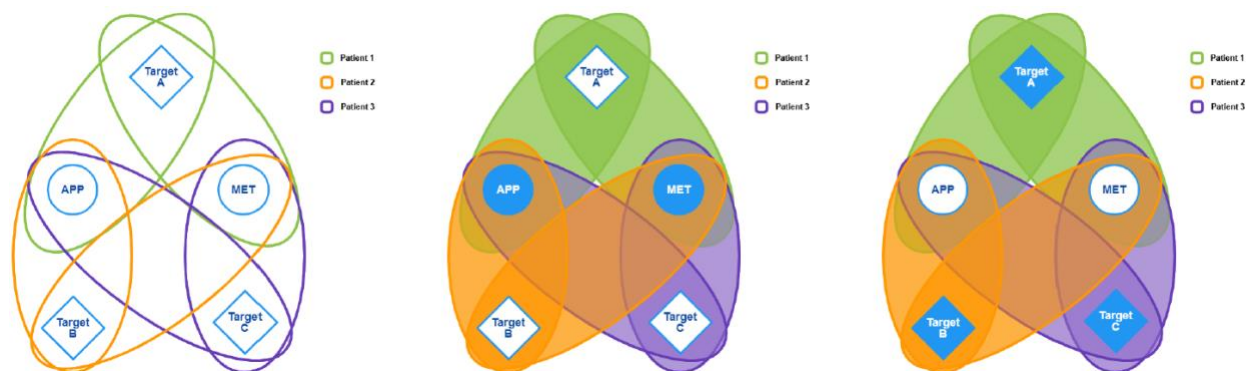 Target
A
APP
MET
Target
B
Target
C
Patient 1
Patient 2
Patient 3
Target
A
APP
MET
Target
B
Target
C
Patient 1
Patient 2
Patient 3
Target
A
APP
MET
Target
B
Target
C
Patient 1
Patient 2
Patient 3